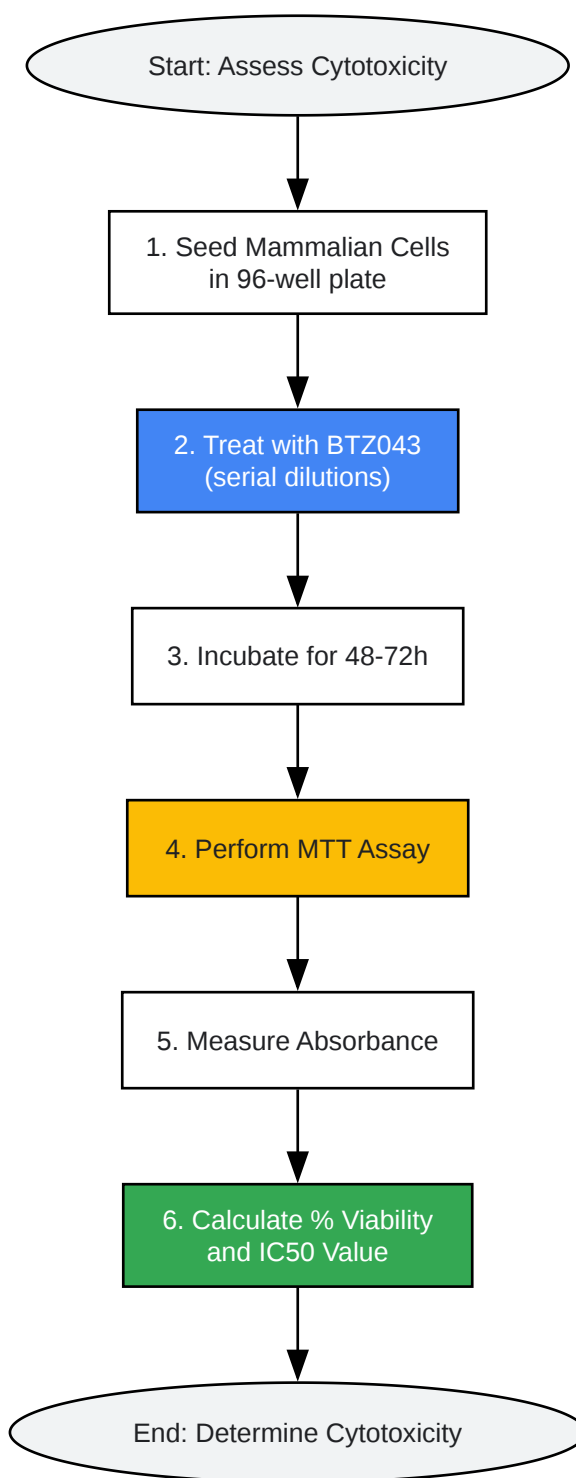 Start: Assess Cytotoxicity
1. Seed Mammalian Cells
in 96-well plate
2. Treat with BTZ043
(serial dilutions)
3. Incubate for 48-72h
4. Perform MTT Assay
5. Measure Absorbance
6. Calculate % Viability
and IC50 Value
End: Determine Cytotoxicity